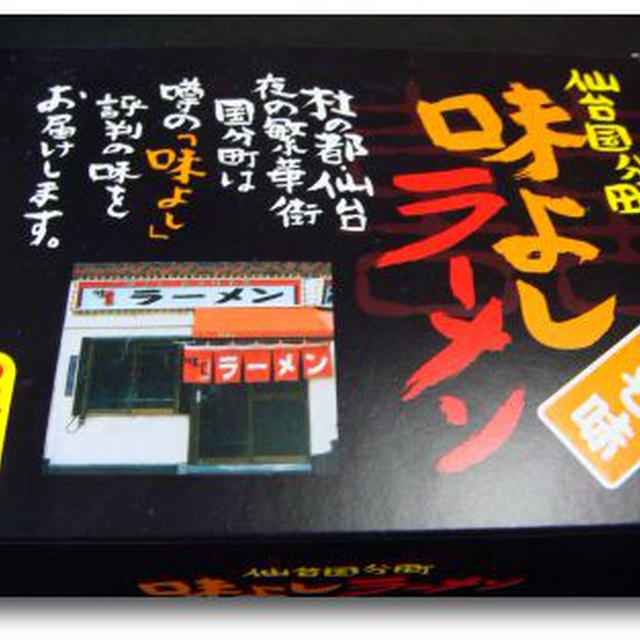 仙台国分町
味よし
ラーメン
杜の都・仙台
夜の繁華街
国分町は
噂の「味よし」
評判の味を
お届けします。
ラーメン
ラーメン
仙台国分町
味よしラーメン